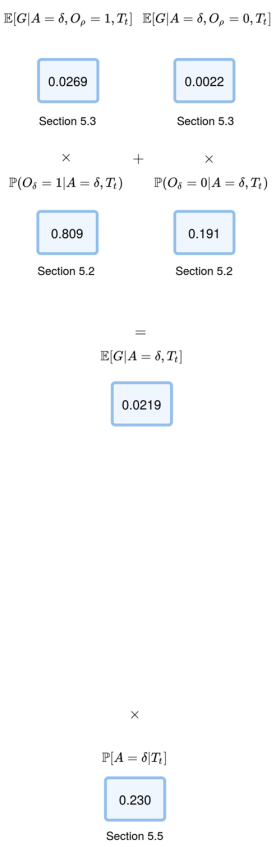 𝔼[G|A = δ, O_ρ = 1, T_t] 𝔼[G|A = δ, O_ρ = 0, T_t]
0.0269 0.0022
Section 5.3 Section 5.3
× + ×
ℙ(O_δ = 1|A = δ, T_t) ℙ(O_δ = 0|A = δ, T_t)
0.809 0.191
Section 5.2 Section 5.2
=
𝔼[G|A = δ, T_t]
0.0219
×
ℙ[A = δ|T_t]
0.230
Section 5.5